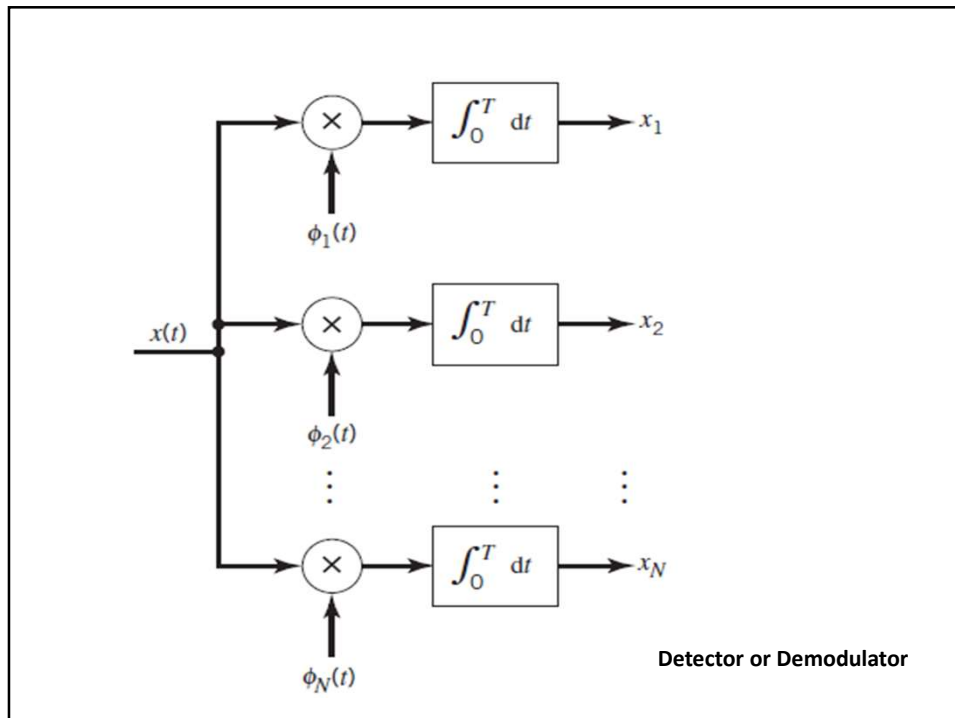 ∫₀ᵀ dt x₁
ϕ₁(t)
x(t)
∫₀ᵀ dt x₂
ϕ₂(t)
⋮ ⋮ ⋮
∫₀ᵀ dt x_N
ϕ_N(t)
Detector or Demodulator